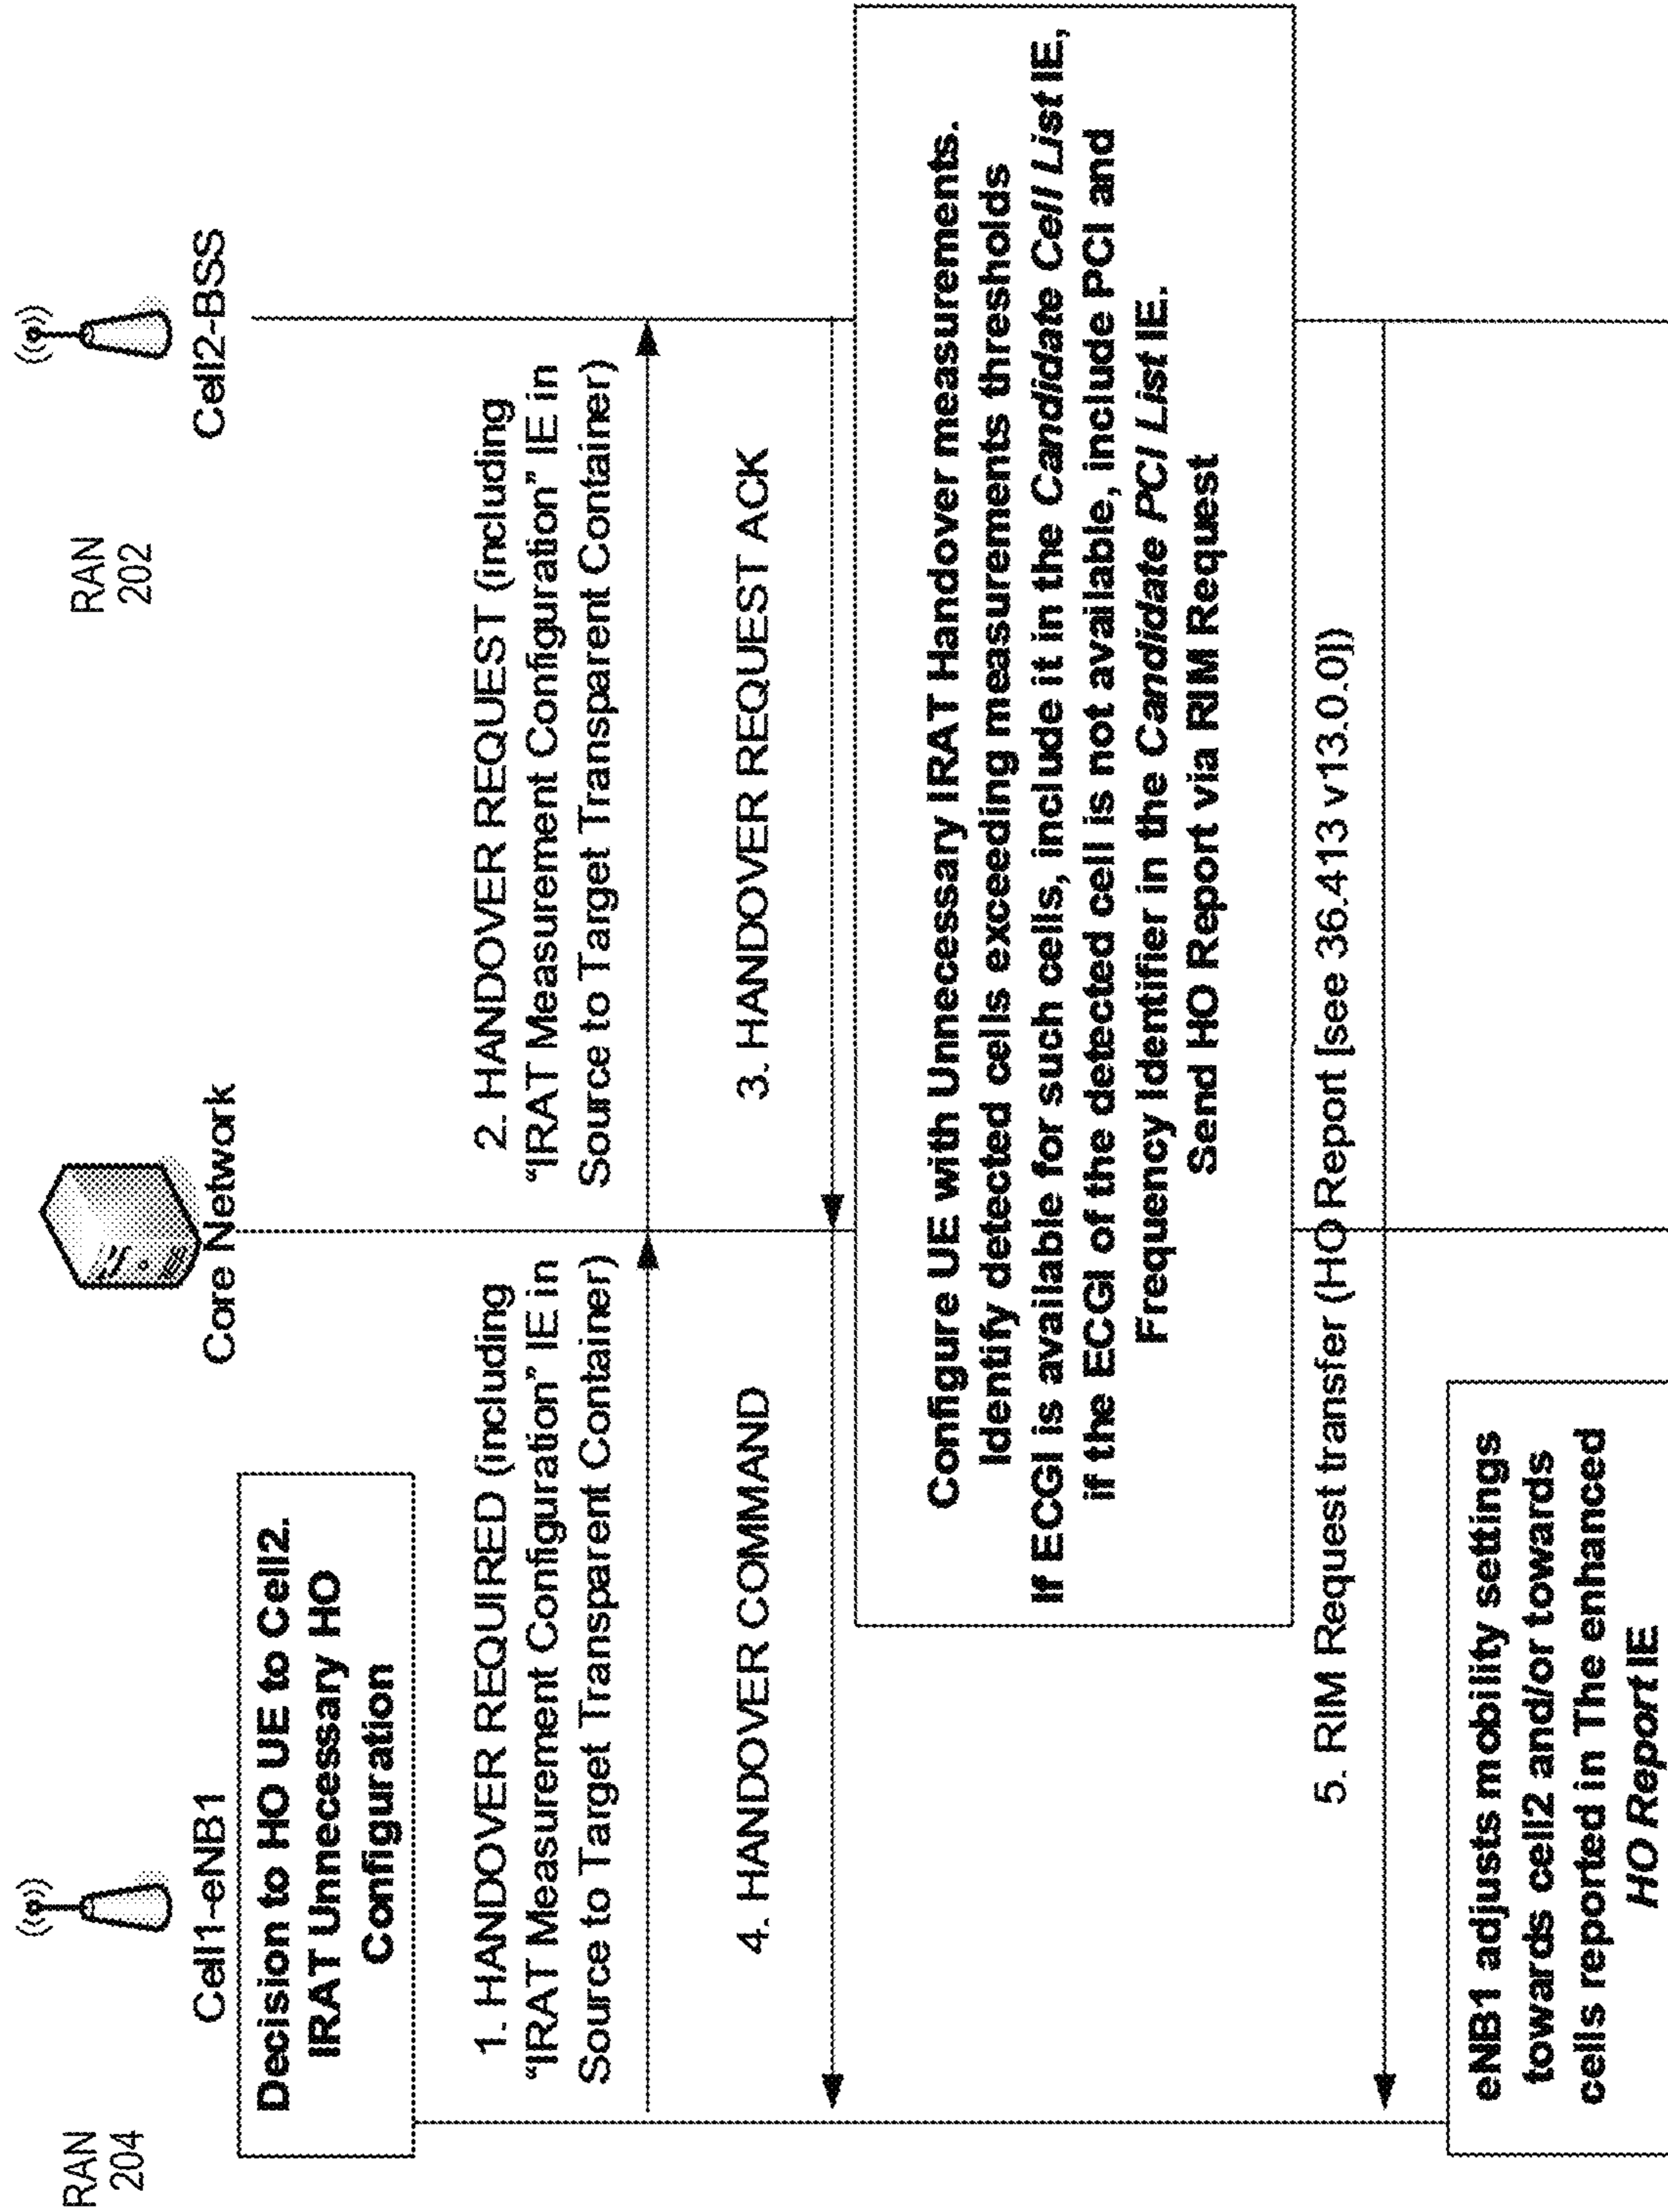 RAN
204
Cell1-eNB1
Core Network
RAN
202
Cell2-BSS
Decision to HO UE to Cell2.
IRAT Unnecessary HO
Configuration
1. HANDOVER REQUIRED (including
“IRAT Measurement Configuration” IE in
Source to Target Transparent Container)
2. HANDOVER REQUEST (including
“IRAT Measurement Configuration” IE in
Source to Target Transparent Container)
3. HANDOVER REQUEST ACK
4. HANDOVER COMMAND
Configure UE with Unnecessary IRAT Handover measurements.
Identify detected cells exceeding measurements thresholds
If ECGI is available for such cells, include it in the Candidate Cell List IE,
if the ECGI of the detected cell is not available, include PCI and
Frequency Identifier in the Candidate PCI List IE.
Send HO Report via RIM Request
5. RIM Request transfer (HO Report [see 36.413 v13.0.0])
eNB1 adjusts mobility settings
towards cell2 and/or towards
cells reported in The enhanced
HO Report IE